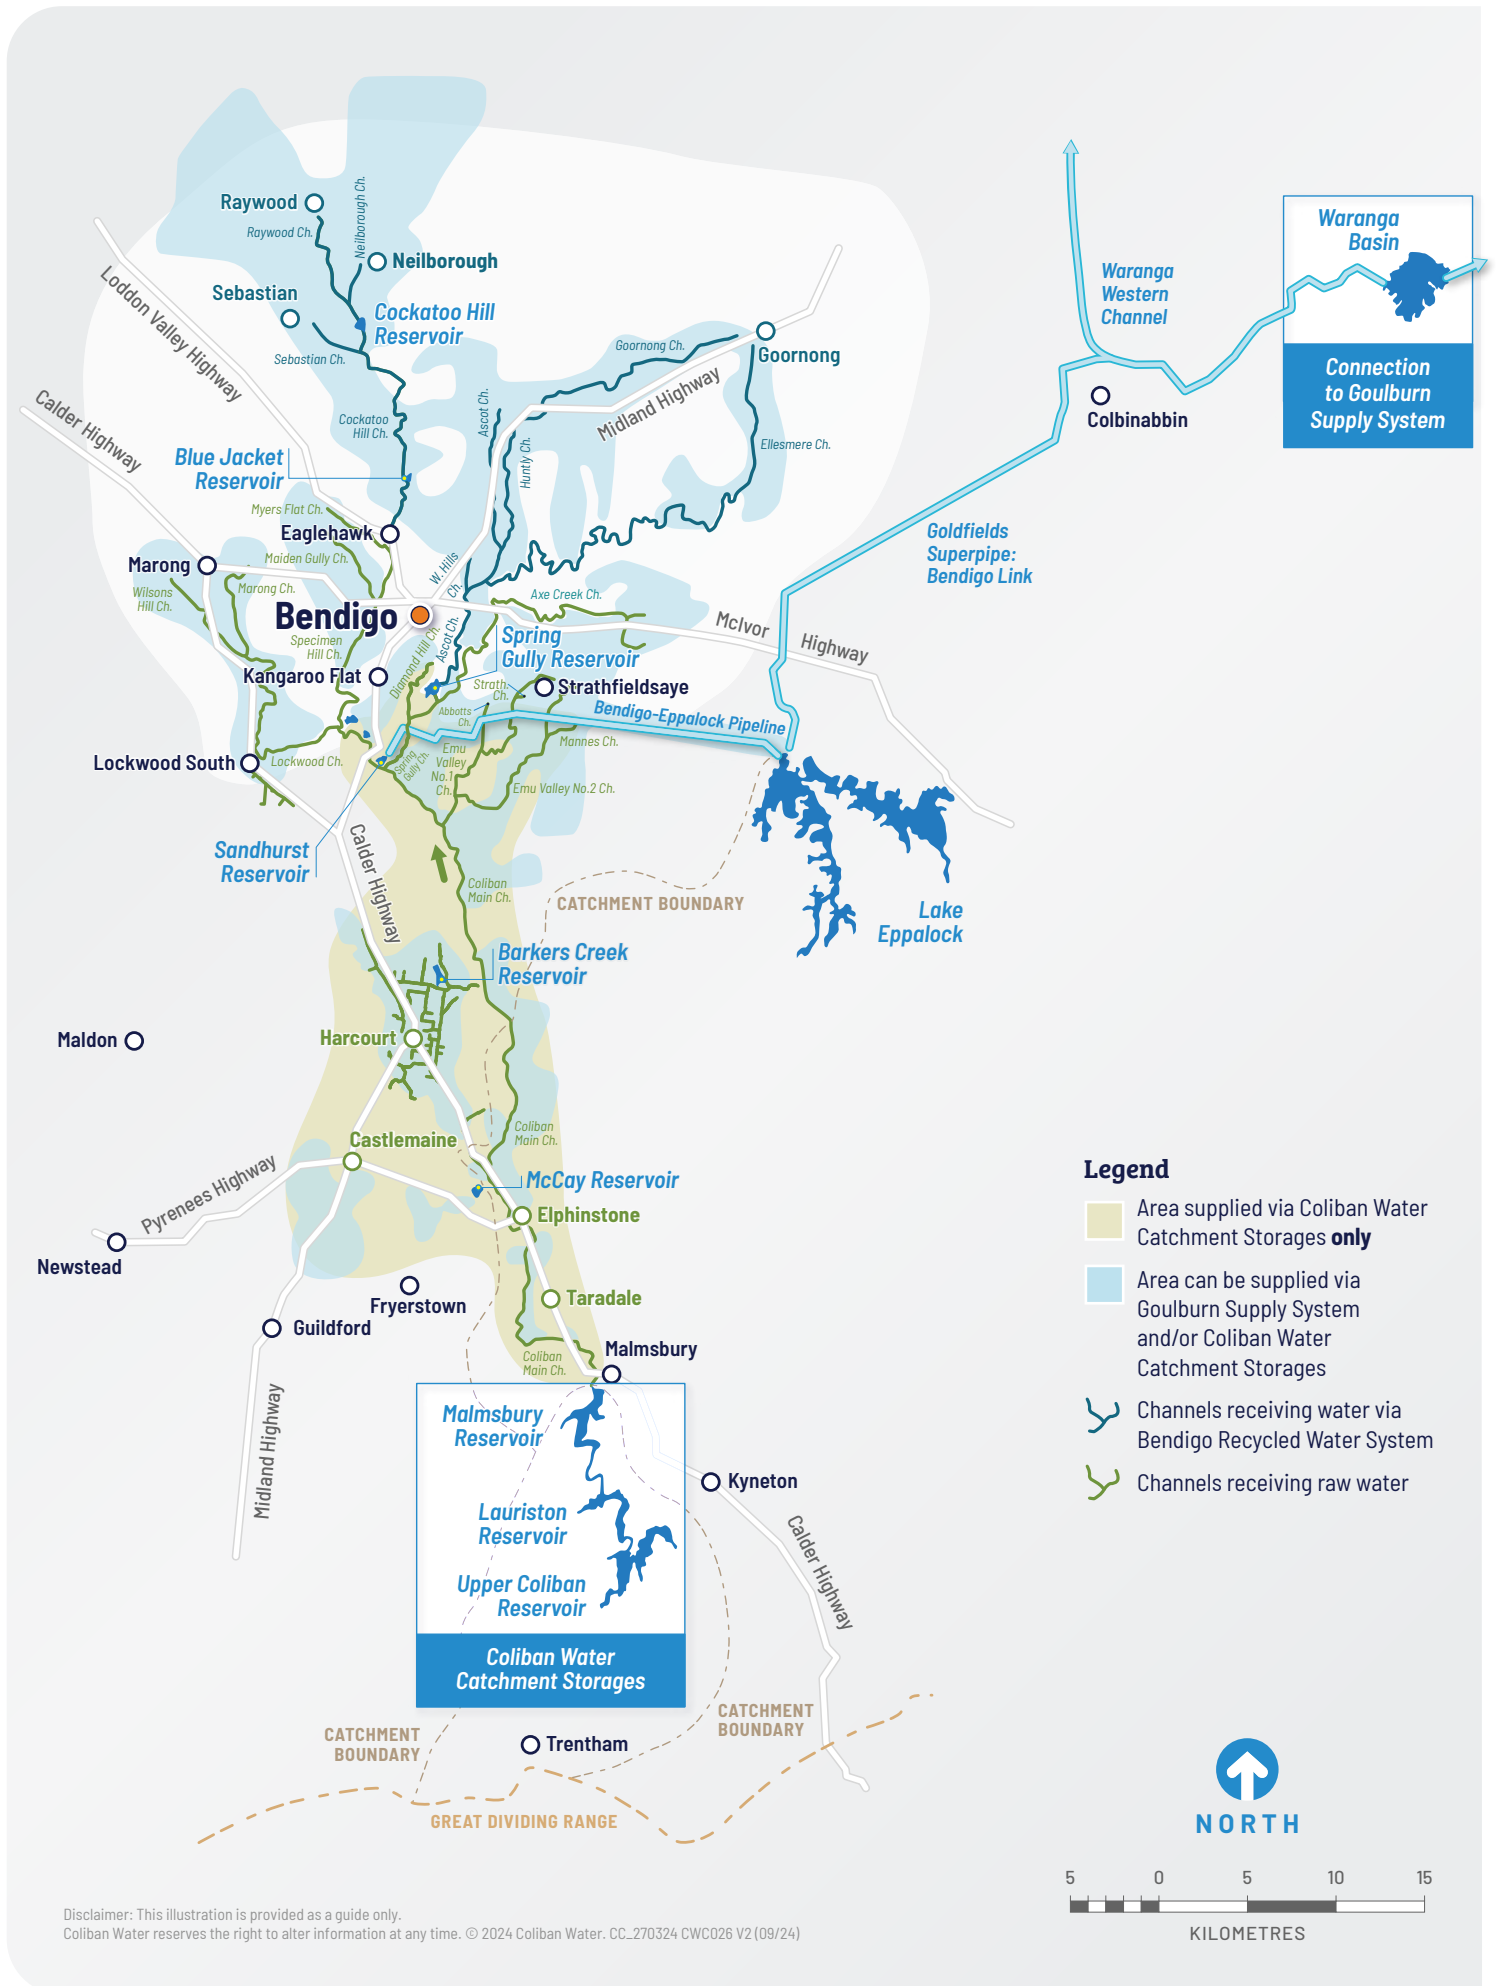 Raywood
Raywood Ch.
Neilborough Ch.
Neilborough
Sebastian
Sebastian Ch.
Cockatoo Hill
Reservoir
Loddon Valley Highway
Calder Highway
Cockatoo
Hill Ch.
Ascot Ch.
Huntly Ch.
Goornong Ch.
Goornong
Midland Highway
Ellesmere Ch.
Waranga
Western
Channel
Waranga
Basin
Connection
to Goulburn
Supply System
Colbinabbin
Blue Jacket
Reservoir
Myers Flat Ch.
Eaglehawk
Marong
Maiden Gully Ch.
Wilsons
Hill Ch.
Marong Ch.
W. Hills
Ch.
Goldfields
Superpipe:
Bendigo Link
Bendigo
Axe Creek Ch.
Specimen
Hill Ch.
Diamond Hill Ch.
Ascot Ch.
Spring
Gully Reservoir
McIvor Highway
Kangaroo Flat
Strath.
Ch.
Strathfieldsaye
Abbotts
Ch.
Bendigo-Eppalock Pipeline
Mannes Ch.
Lockwood South
Lockwood Ch.
Spring
Gully Ch.
Emu
Valley
No.1
Ch.
Emu Valley No.2 Ch.
Sandhurst
Reservoir
Calder Highway
Coliban
Main Ch.
CATCHMENT BOUNDARY
Lake
Eppalock
Barkers Creek
Reservoir
Maldon
Harcourt
Castlemaine
Coliban
Main Ch.
McCay Reservoir
Pyrenees Highway
Elphinstone
Newstead
Fryerstown
Taradale
Guildford
Malmsbury
Coliban
Main Ch.
Midland Highway
Malmsbury
Reservoir
Kyneton
Lauriston
Reservoir
Calder Highway
Upper Coliban
Reservoir
Coliban Water
Catchment Storages
CATCHMENT
BOUNDARY
CATCHMENT
BOUNDARY
Trentham
GREAT DIVIDING RANGE
Legend
Area supplied via Coliban Water
Catchment Storages only
Area can be supplied via
Goulburn Supply System
and/or Coliban Water
Catchment Storages
Channels receiving water via
Bendigo Recycled Water System
Channels receiving raw water
NORTH
5 0 5 10 15
KILOMETRES
Disclaimer: This illustration is provided as a guide only.
Coliban Water reserves the right to alter information at any time. © 2024 Coliban Water. CC_270324 CWC026 V2 (09/24)